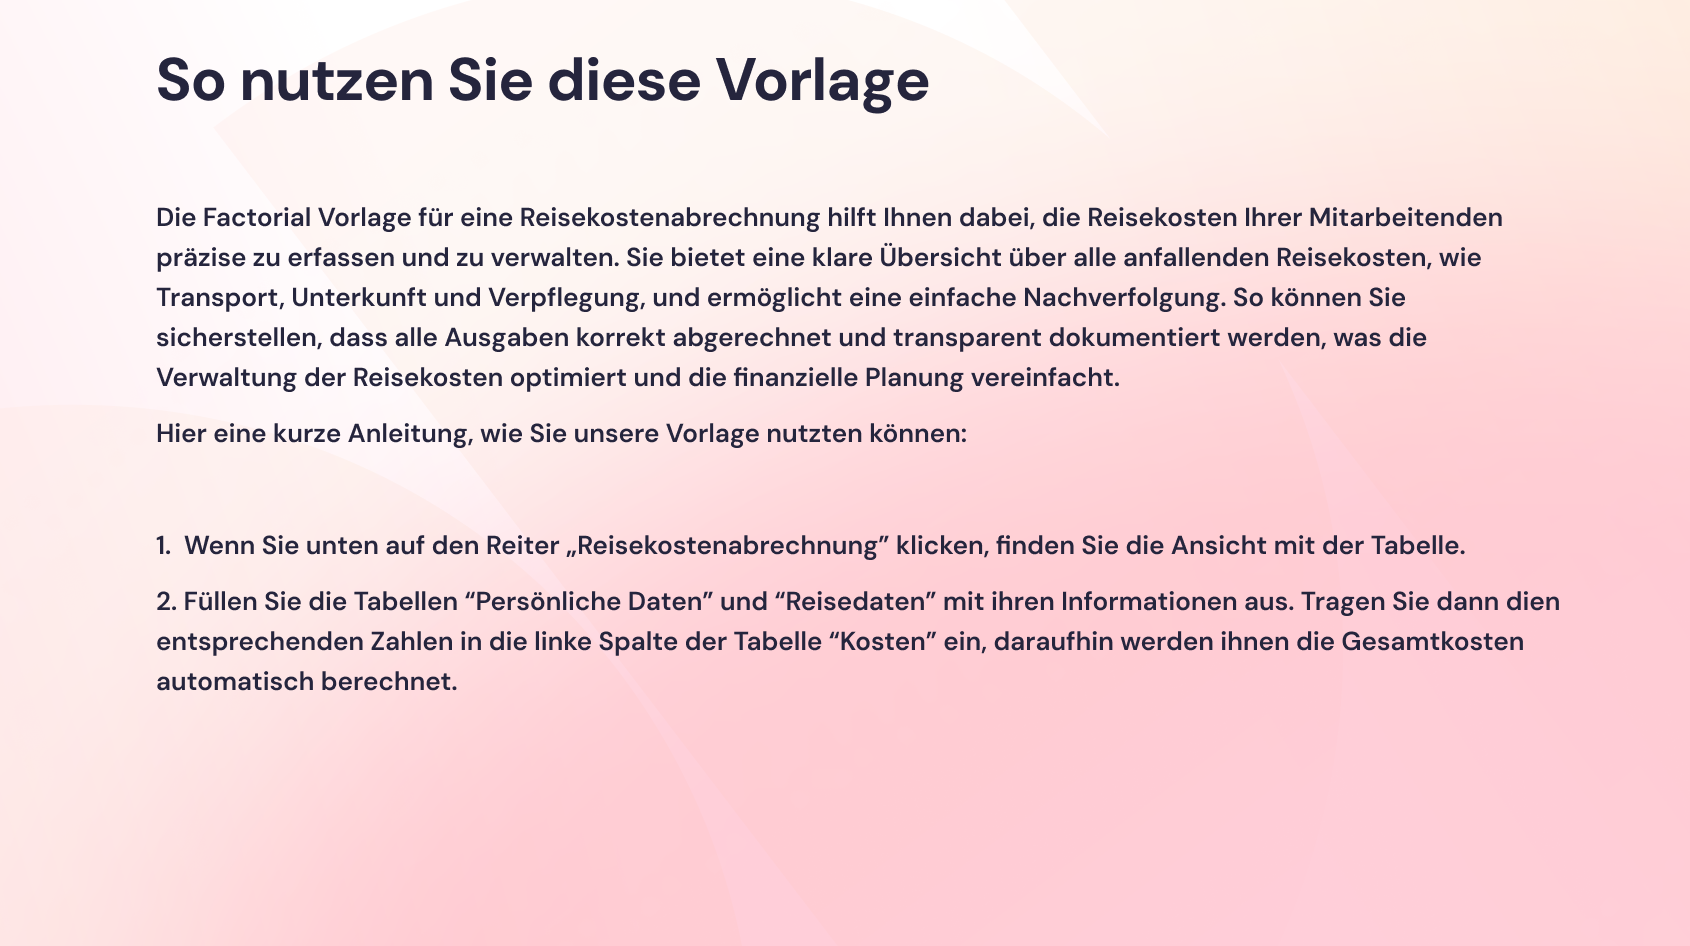 So nutzen Sie diese Vorlage
Die Factorial Vorlage für eine Reisekostenabrechnung hilft Ihnen dabei, die Reisekosten Ihrer Mitarbeitenden
präzise zu erfassen und zu verwalten. Sie bietet eine klare Übersicht über alle anfallenden Reisekosten, wie
Transport, Unterkunft und Verpflegung, und ermöglicht eine einfache Nachverfolgung. So können Sie
sicherstellen, dass alle Ausgaben korrekt abgerechnet und transparent dokumentiert werden, was die
Verwaltung der Reisekosten optimiert und die finanzielle Planung vereinfacht.
Hier eine kurze Anleitung, wie Sie unsere Vorlage nutzten können:
1.  Wenn Sie unten auf den Reiter „Reisekostenabrechnung” klicken, finden Sie die Ansicht mit der Tabelle.
2. Füllen Sie die Tabellen “Persönliche Daten” und “Reisedaten” mit ihren Informationen aus. Tragen Sie dann dien
entsprechenden Zahlen in die linke Spalte der Tabelle “Kosten” ein, daraufhin werden ihnen die Gesamtkosten
automatisch berechnet.